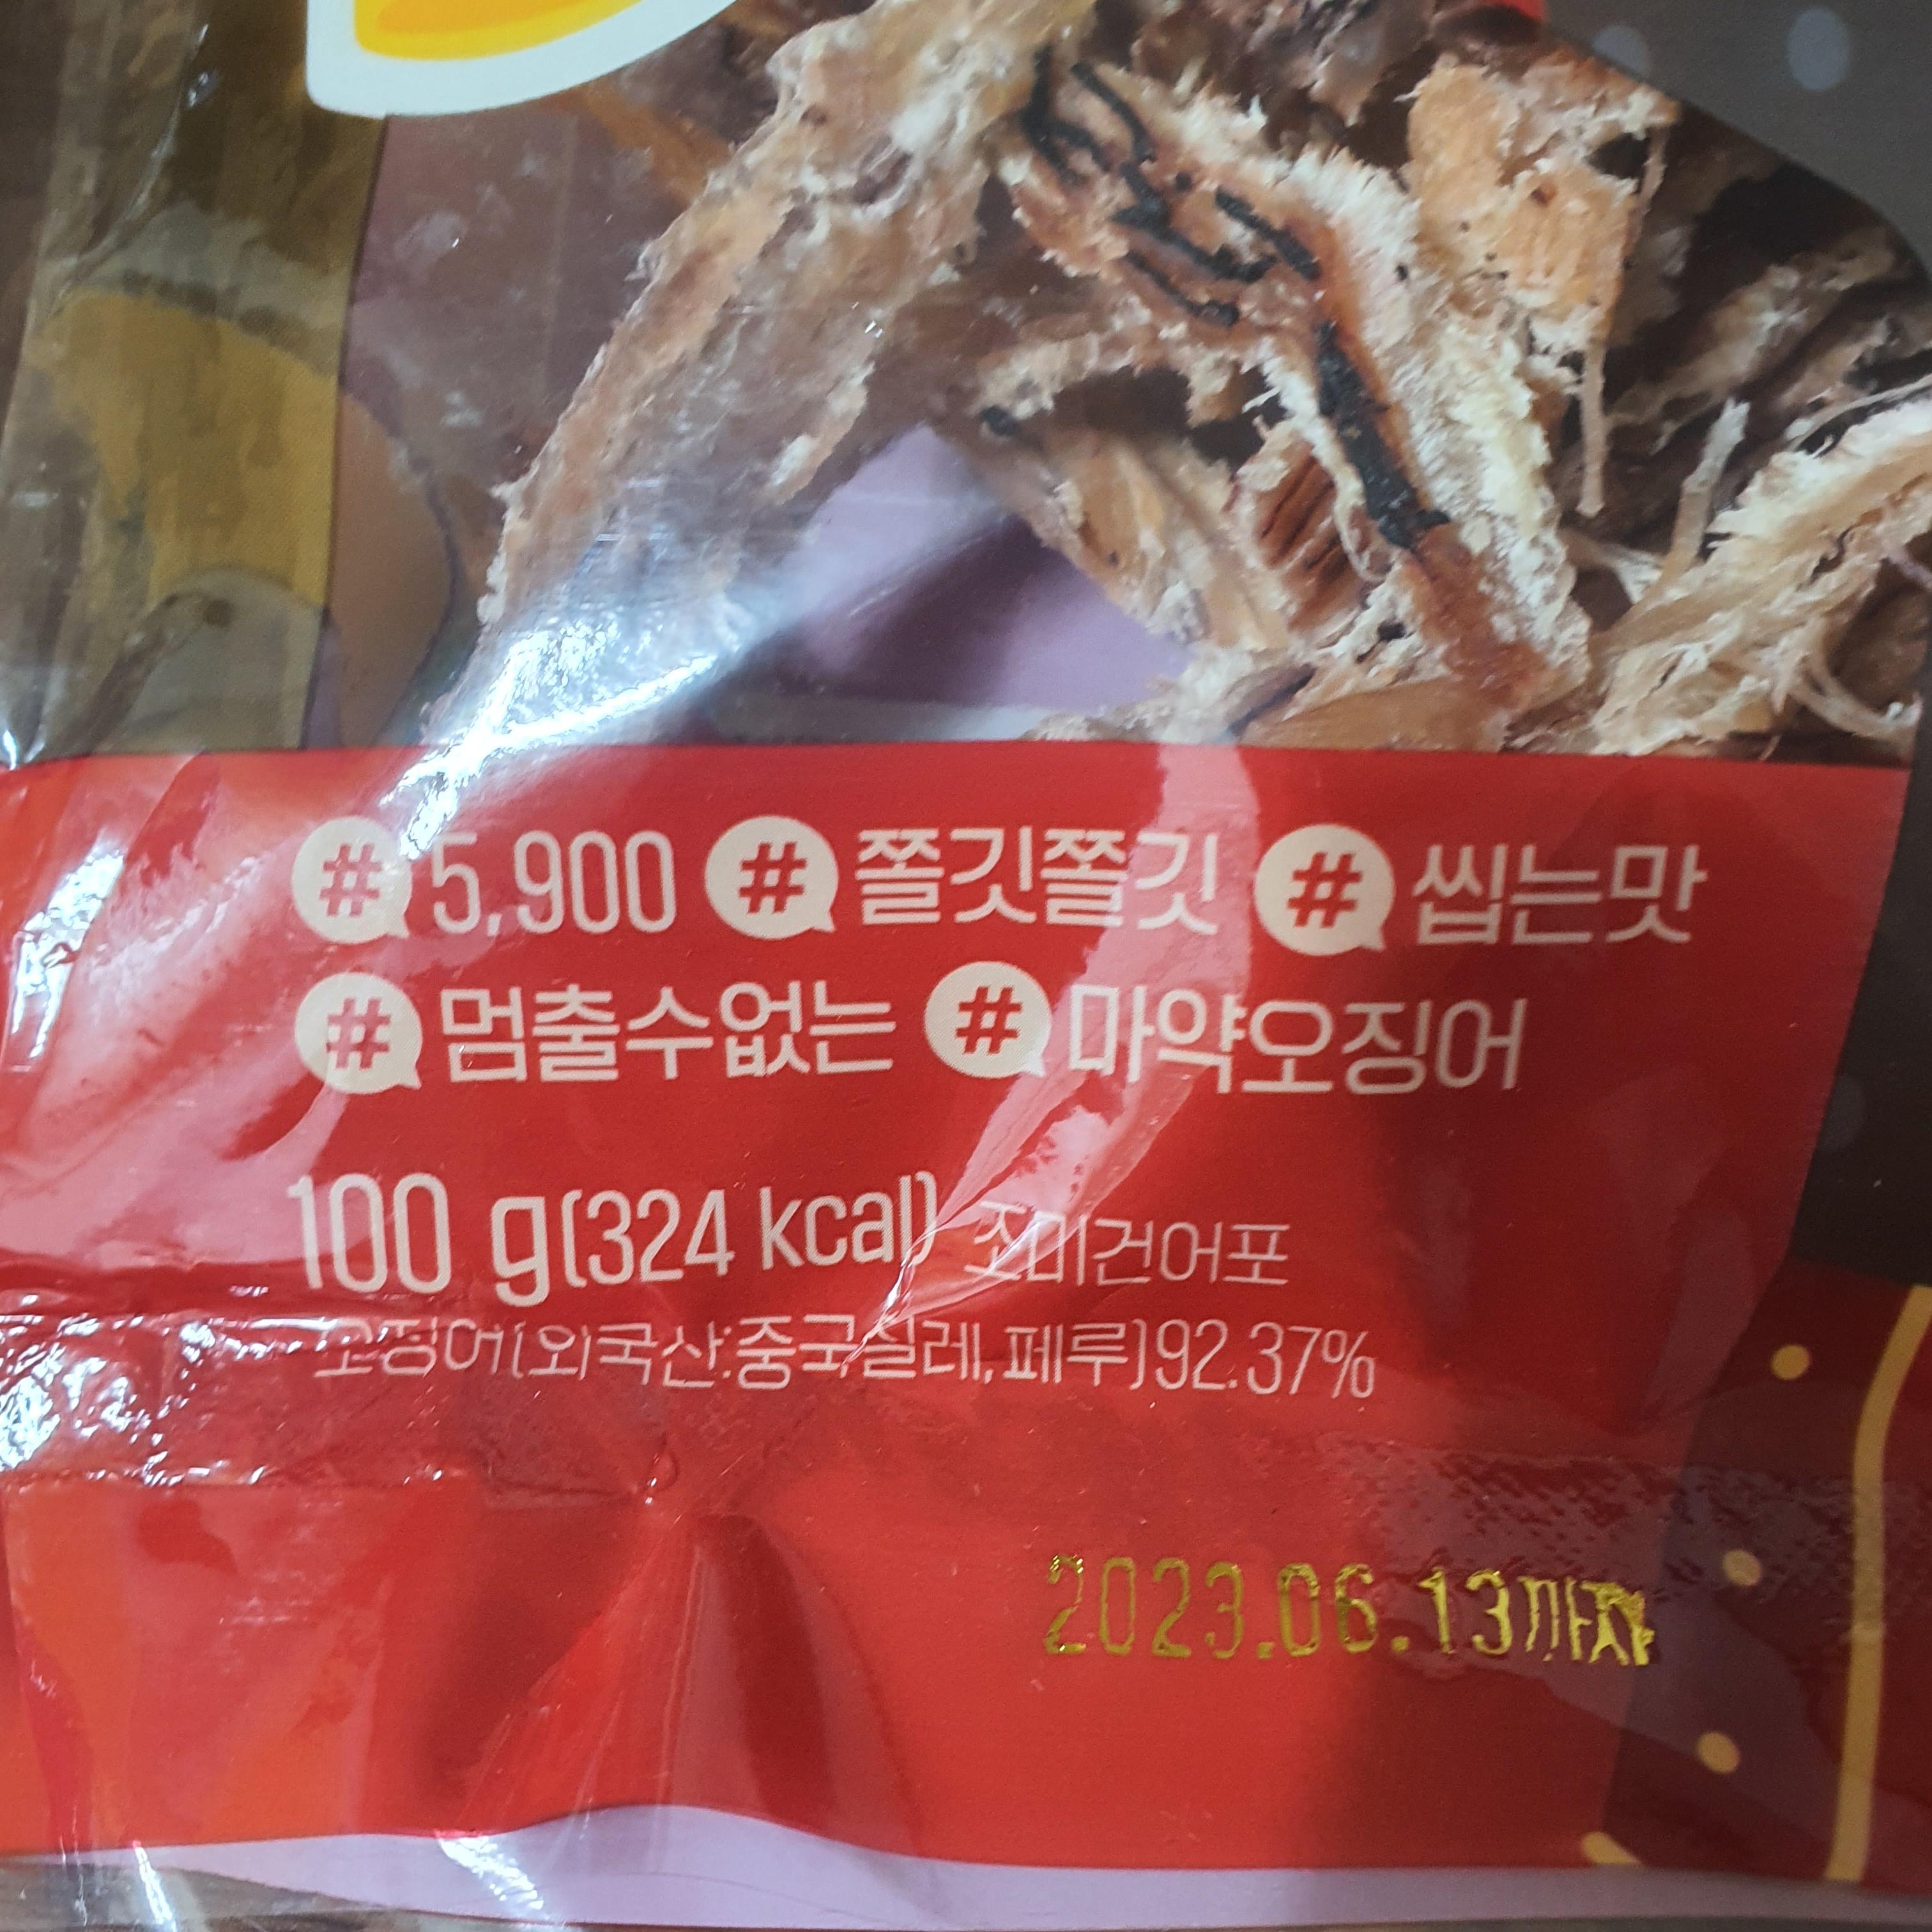 # 5,900 # 쫄깃쫄깃 # 씹는맛
# 멈출수없는 # 마약오징어
100 g(324 kcal) 조미건어포
오징어(외국산:중국,칠레,페루)92.37%
2023.06.13까지